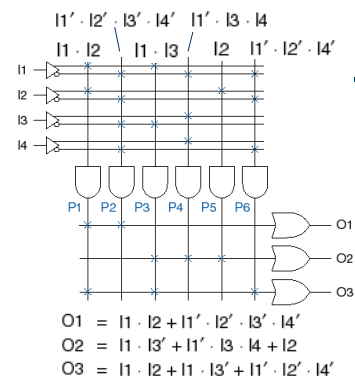 I1′ · I2′ · I3′ · I4′ I1′ · I3 · I4
I1 · I2 I1 · I3 I2 I1′ · I2′ · I4′
I1
I2
I3
I4
P1 P2 P3 P4 P5 P6
O1
O2
O3
O1 = I1 · I2 + I1′ · I2′ · I3′ · I4′
O2 = I1 · I3′ + I1′ · I3 · I4 + I2
O3 = I1 · I2 + I1 · I3′ + I1′ · I2′ · I4′